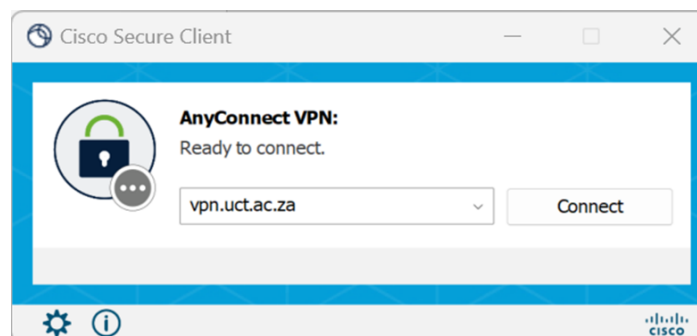 Cisco Secure Client
AnyConnect VPN:
Ready to connect.
vpn.uct.ac.za
Connect
cisco